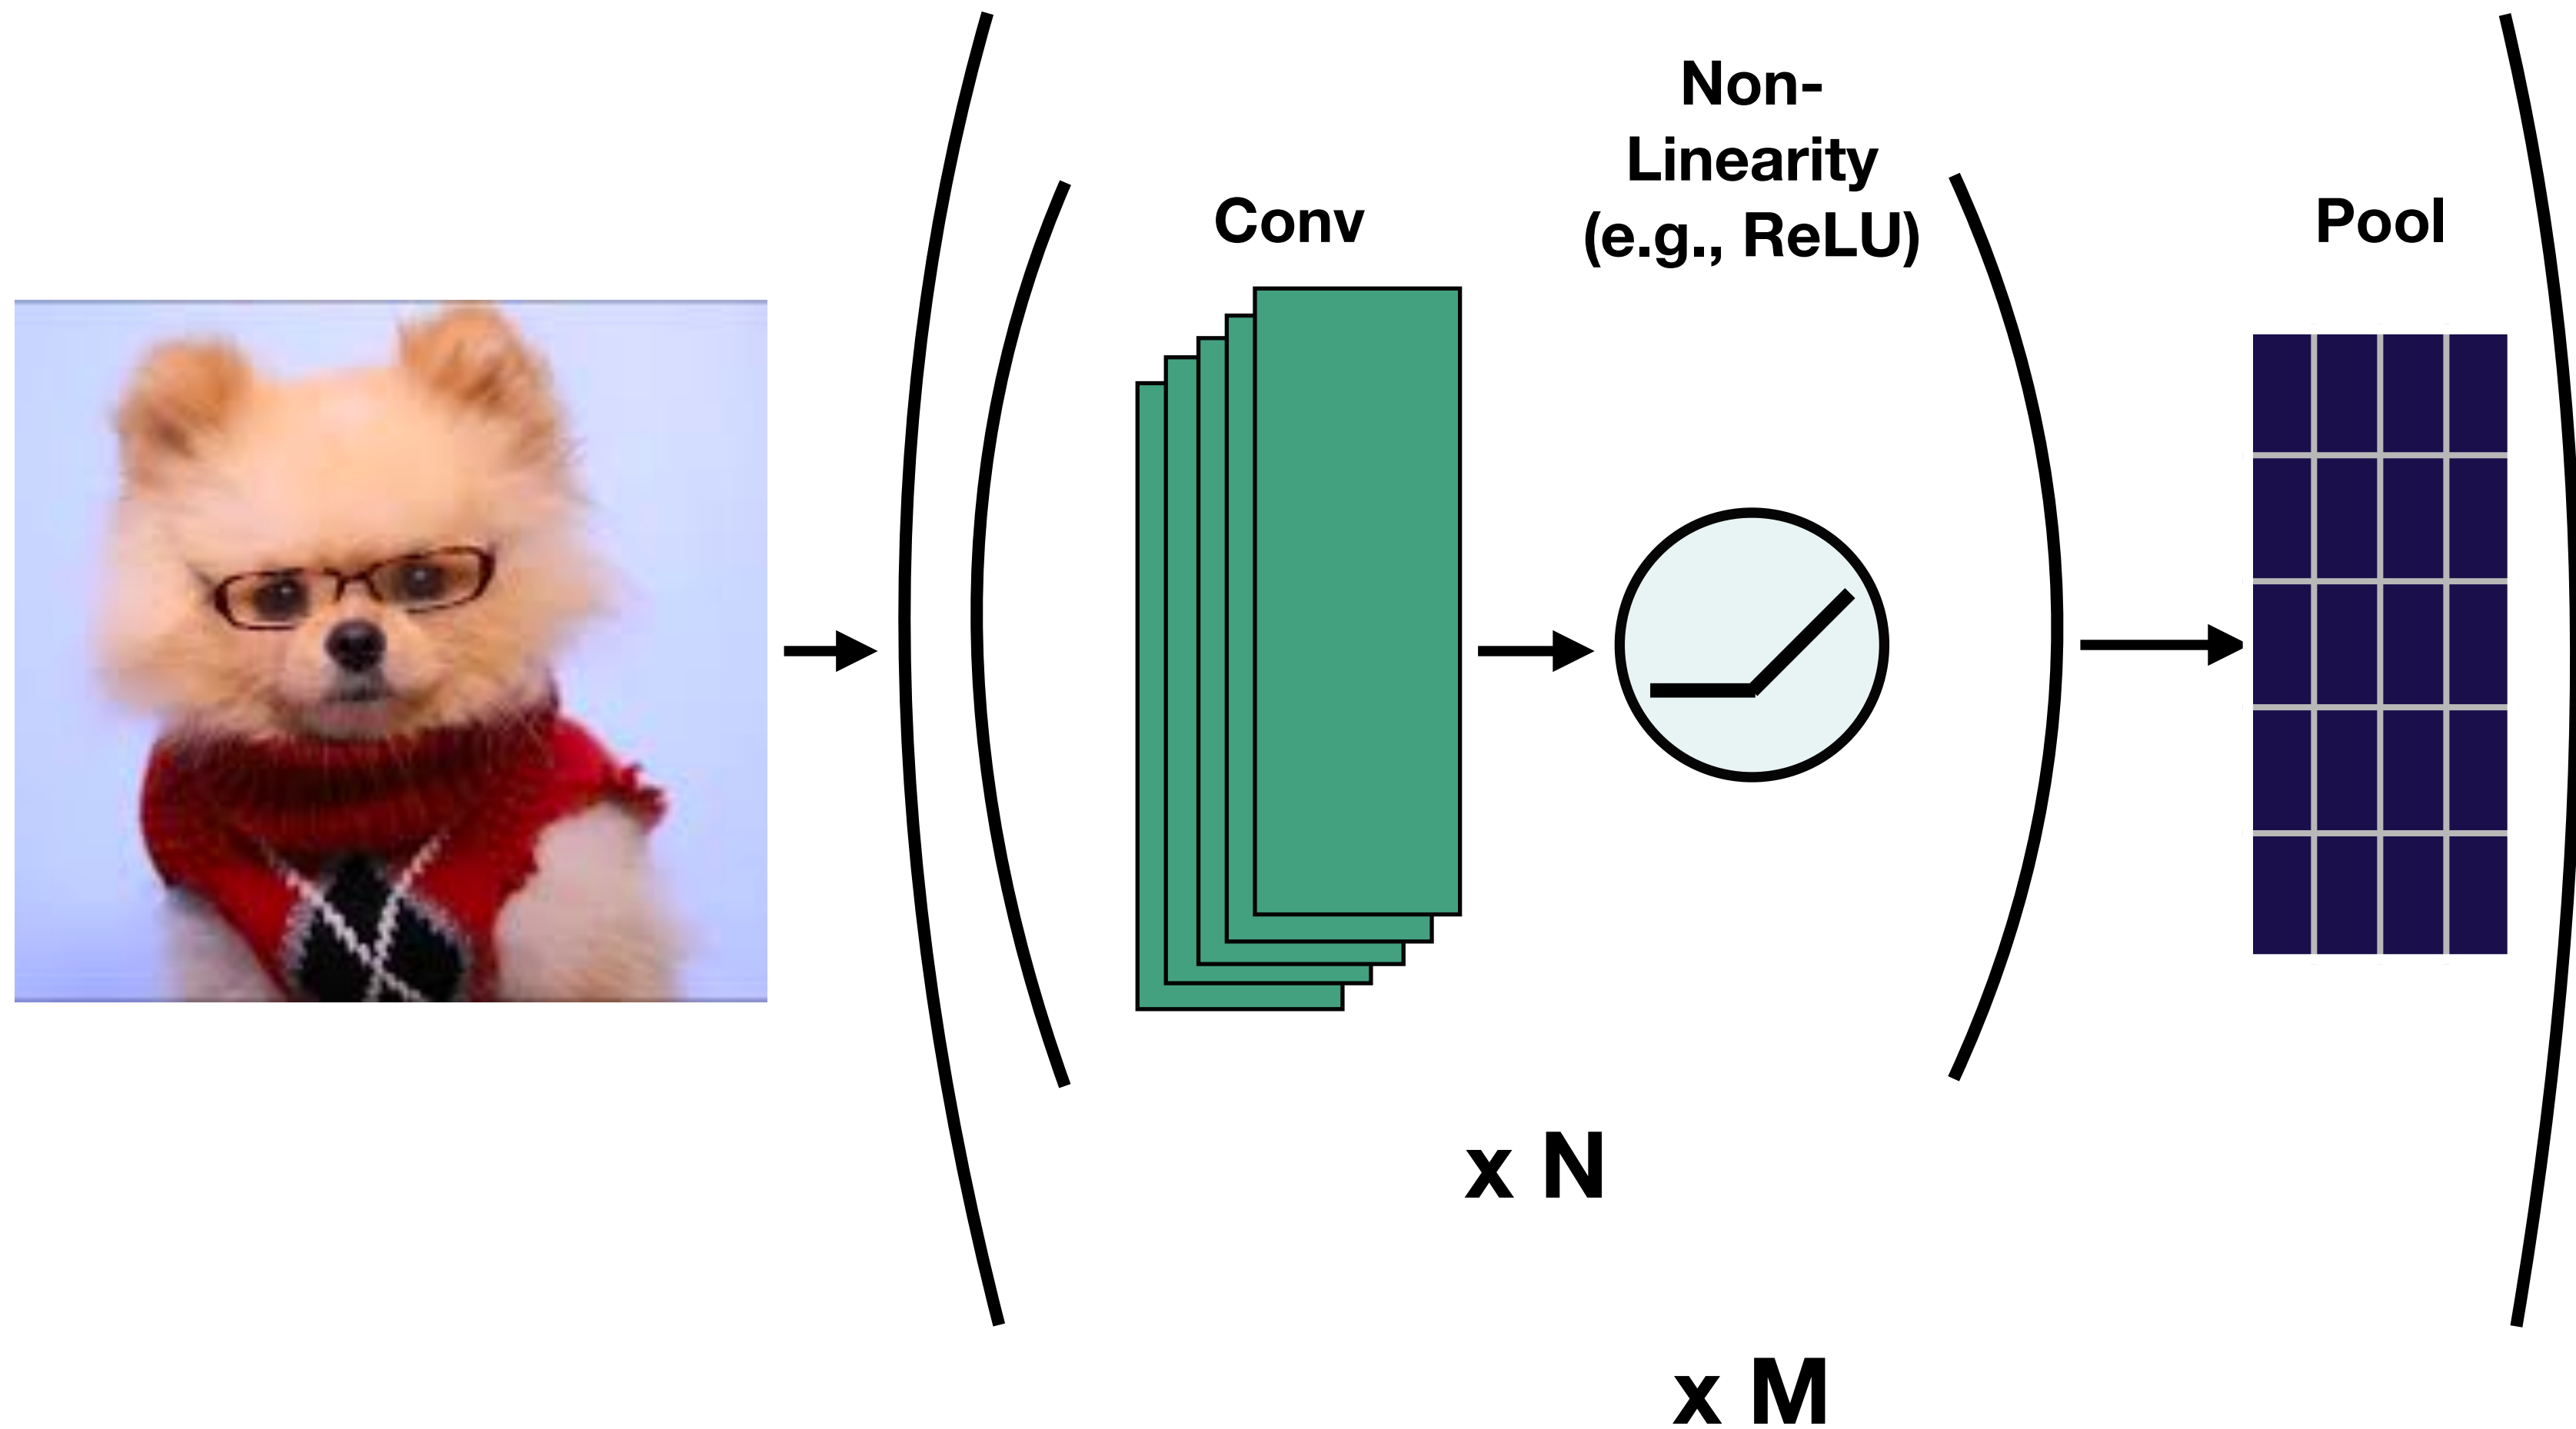 Conv
Non-
Linearity
(e.g., ReLU)
Pool
x N
x M